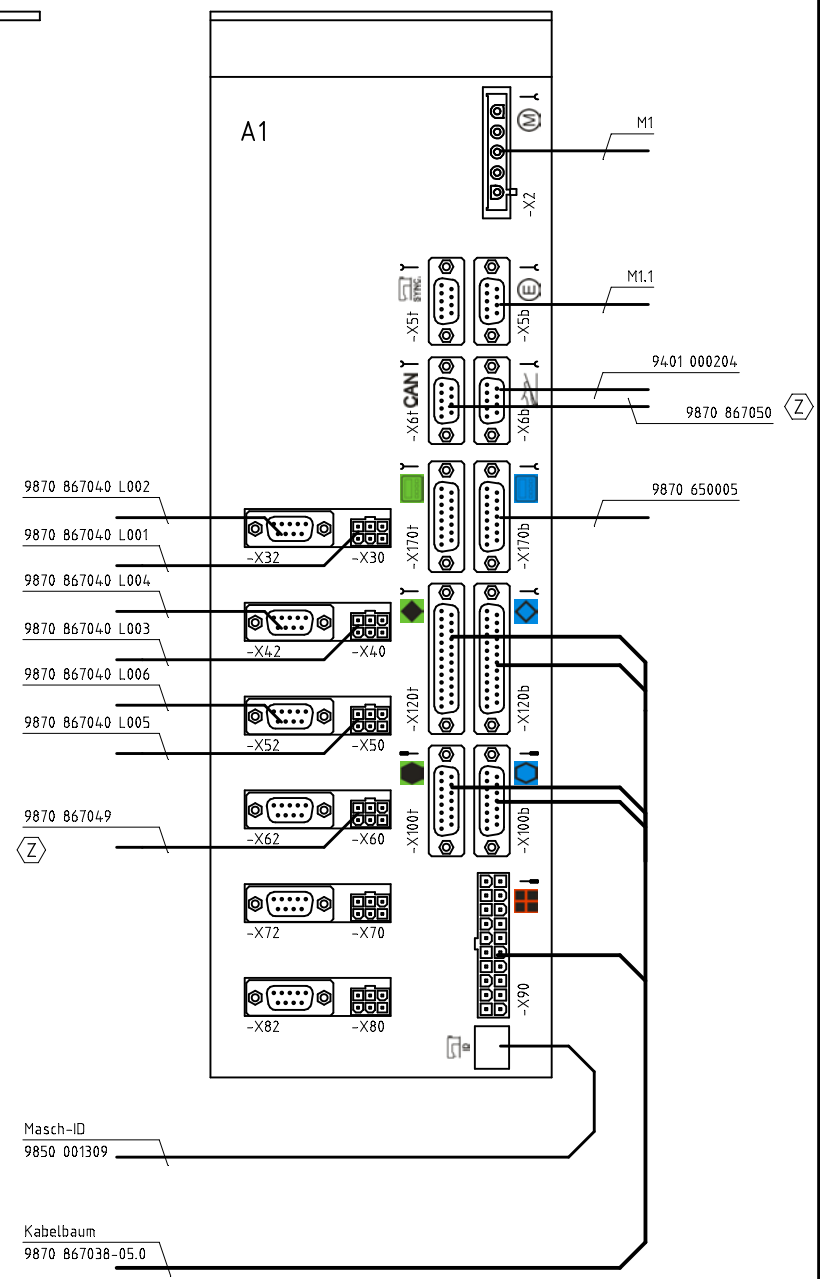 A1
M
M1
-X2
SYNC.
E
M1.1
-X5t
-X5b
CAN
9401 000204
-X6t
-X6b
9870 867050
Z
9870 867040 L002
9870 650005
-X170t
-X170b
9870 867040 L001
-X32
-X30
9870 867040 L004
9870 867040 L003
-X42
-X40
9870 867040 L006
-X120t
-X120b
9870 867040 L005
-X52
-X50
9870 867049
-X100t
-X100b
Z
-X62
-X60
-X72
-X70
-X90
-X82
-X80
ID
Masch-ID
9850 001309
Kabelbaum
9870 867038-05.0